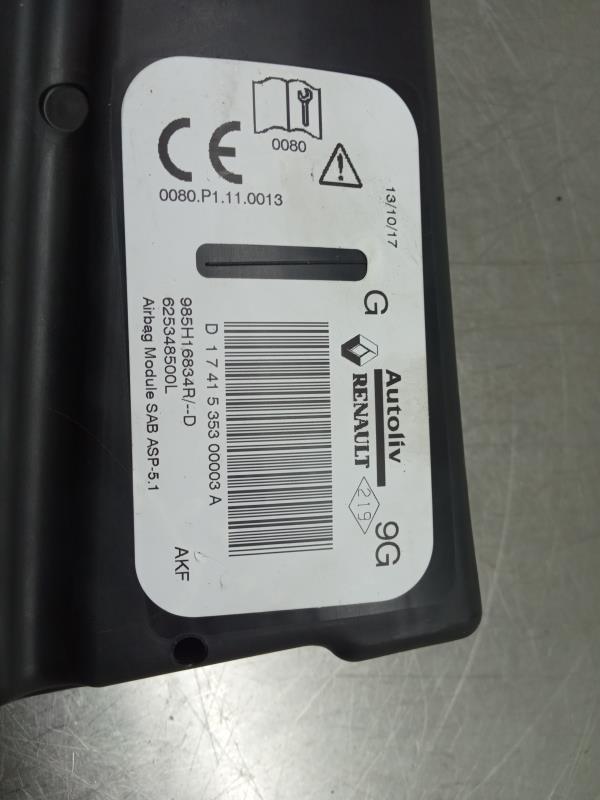 CE
0080
0080.P1.11.0013
13/10/17
G
Autoliv
RENAULT
219
9G
D 17 41 5 353 00003 A
985H16834R/--D
625348500L
Airbag Module SAB ASP-5.1
AKF